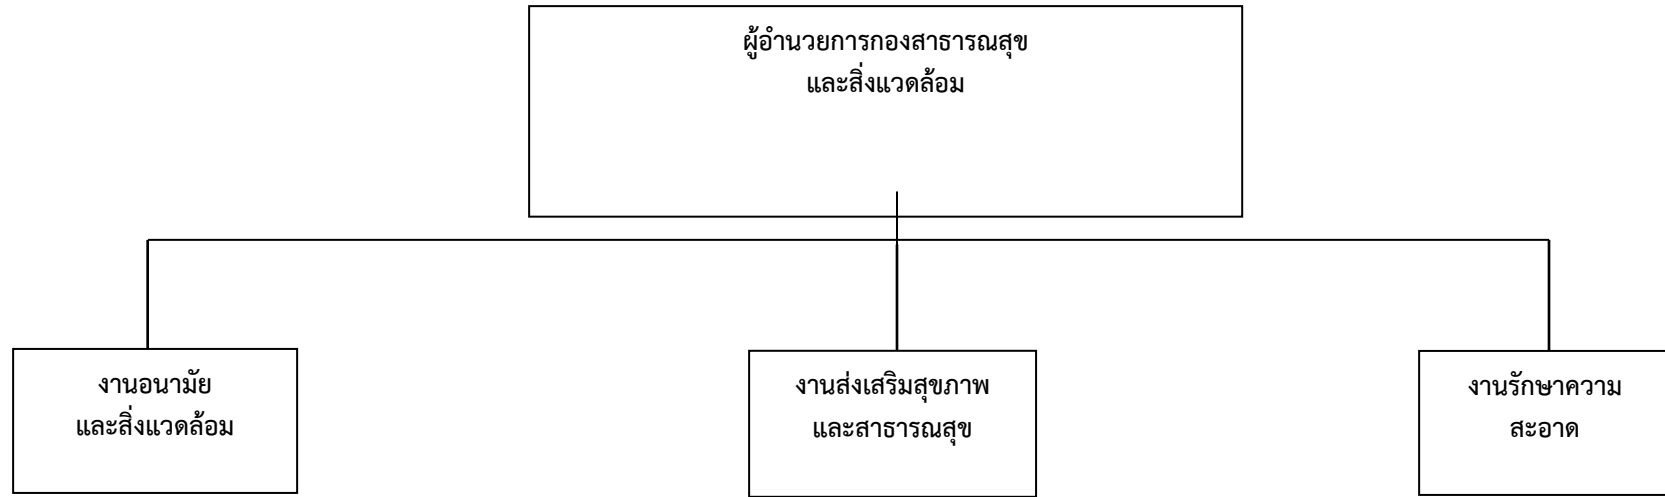 ผู้อำนวยการกองสาธารณสุข
และสิ่งแวดล้อม
งานอนามัย
และสิ่งแวดล้อม
งานส่งเสริมสุขภาพ
และสาธารณสุข
งานรักษาความ
สะอาด